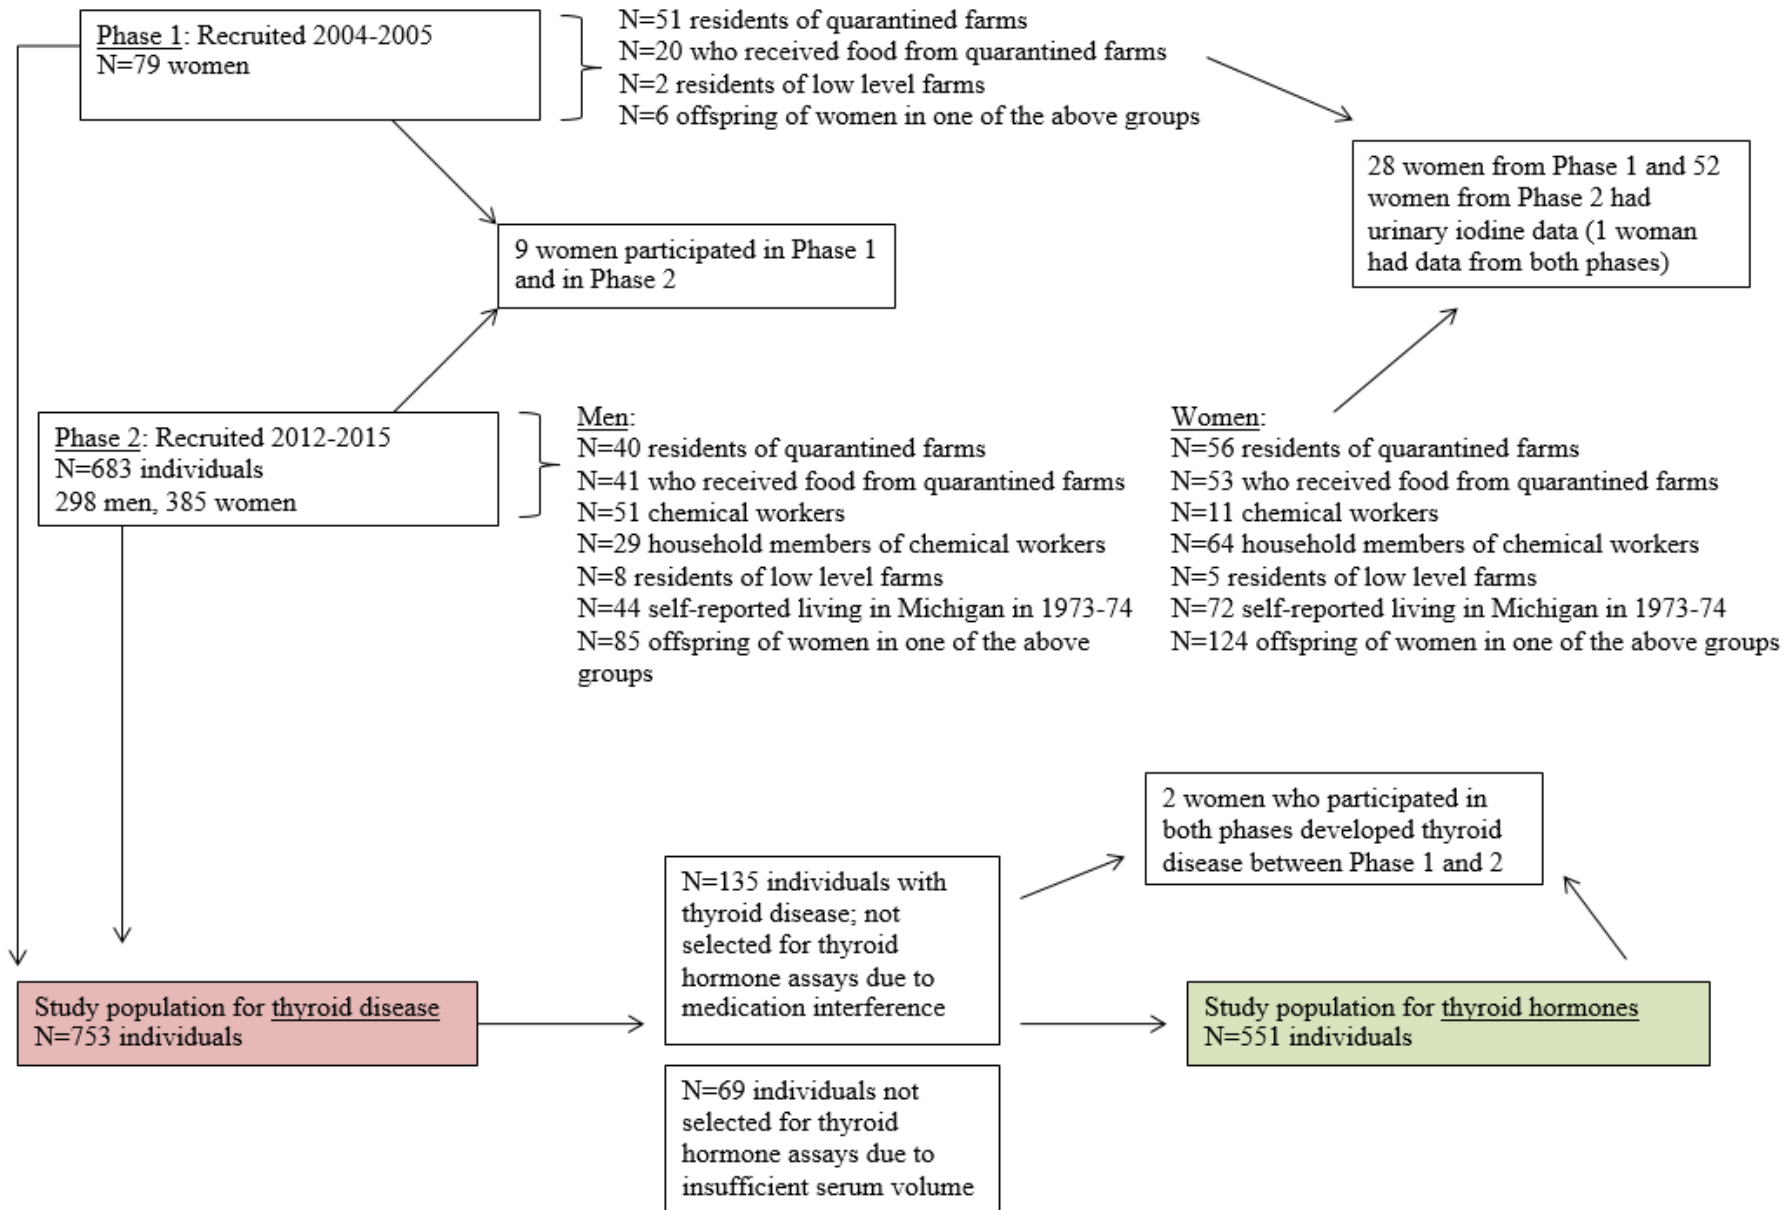 Phase 1: Recruited 2004-2005
N=79 women
N=51 residents of quarantined farms
N=20 who received food from quarantined farms
N=2 residents of low level farms
N=6 offspring of women in one of the above groups
28 women from Phase 1 and 52
women from Phase 2 had
urinary iodine data (1 woman
had data from both phases)
9 women participated in Phase 1
and in Phase 2
Phase 2: Recruited 2012-2015
N=683 individuals
298 men, 385 women
Men:
N=40 residents of quarantined farms
N=41 who received food from quarantined farms
N=51 chemical workers
N=29 household members of chemical workers
N=8 residents of low level farms
N=44 self-reported living in Michigan in 1973-74
N=85 offspring of women in one of the above
groups
Women:
N=56 residents of quarantined farms
N=53 who received food from quarantined farms
N=11 chemical workers
N=64 household members of chemical workers
N=5 residents of low level farms
N=72 self-reported living in Michigan in 1973-74
N=124 offspring of women in one of the above groups
2 women who participated in
both phases developed thyroid
disease between Phase 1 and 2
N=135 individuals with
thyroid disease; not
selected for thyroid
hormone assays due to
medication interference
Study population for thyroid disease
N=753 individuals
Study population for thyroid hormones
N=551 individuals
N=69 individuals not
selected for thyroid
hormone assays due to
insufficient serum volume